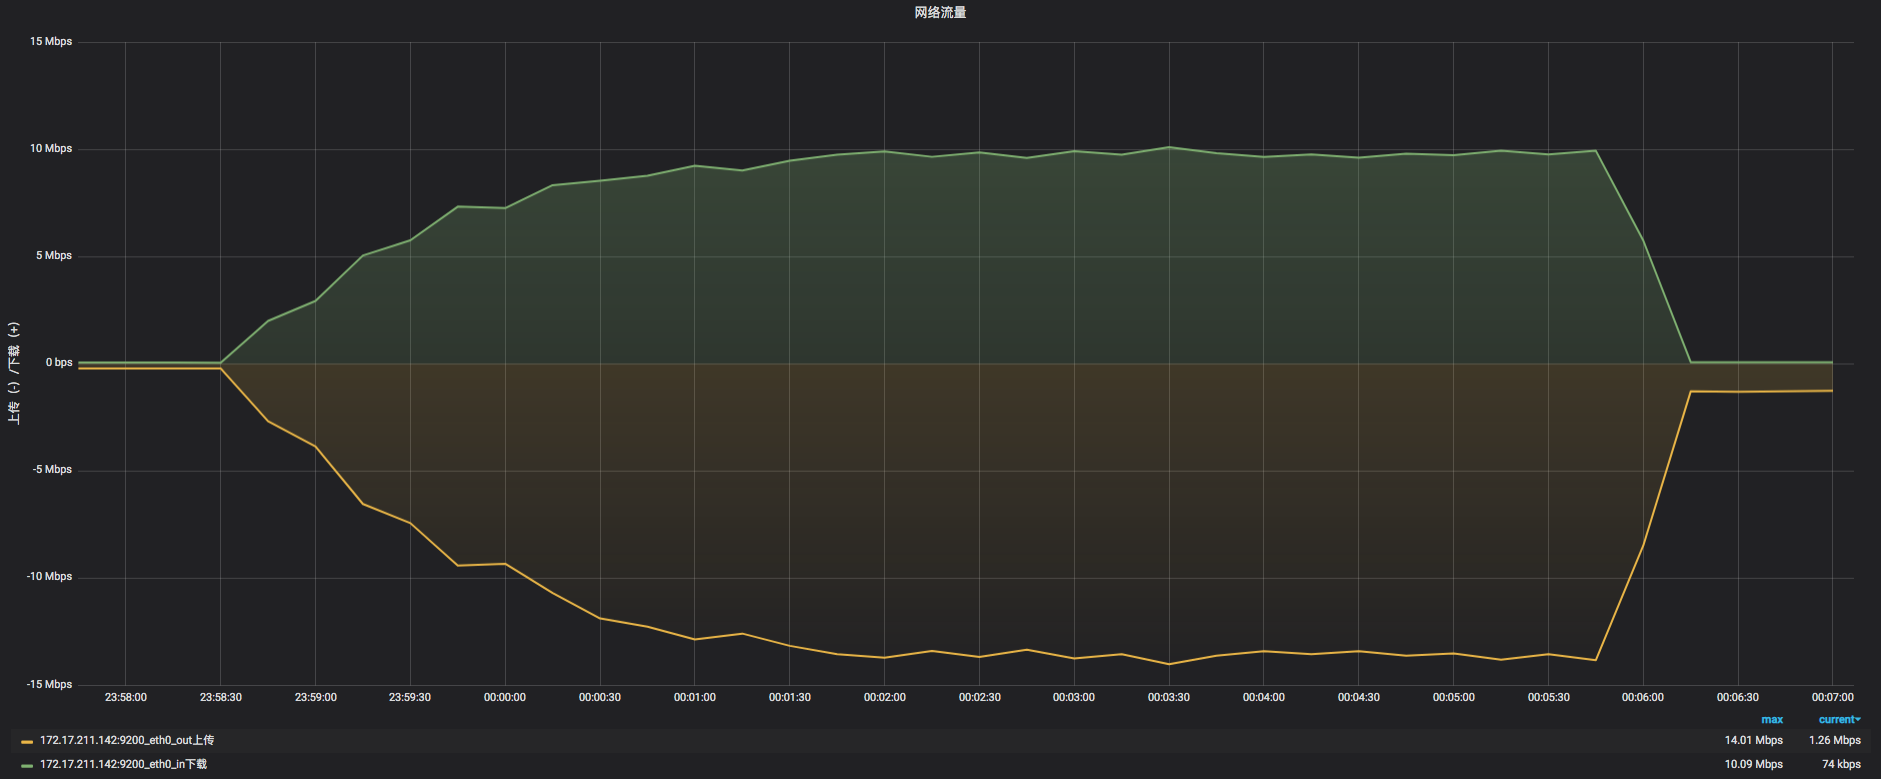 网络流量
15 Mbps
10 Mbps
5 Mbps
0 bps
-5 Mbps
-10 Mbps
-15 Mbps
上传 (-) /下载 (+)
23:58:00 23:58:30 23:59:00 23:59:30 00:00:00 00:00:30 00:01:00 00:01:30 00:02:00 00:02:30 00:03:00 00:03:30 00:04:00 00:04:30 00:05:00 00:05:30 00:06:00 00:06:30 00:07:00
max current
172.17.211.142:9200_eth0_out上传 14.01 Mbps 1.26 Mbps
172.17.211.142:9200_eth0_in下载 10.09 Mbps 74 kbps